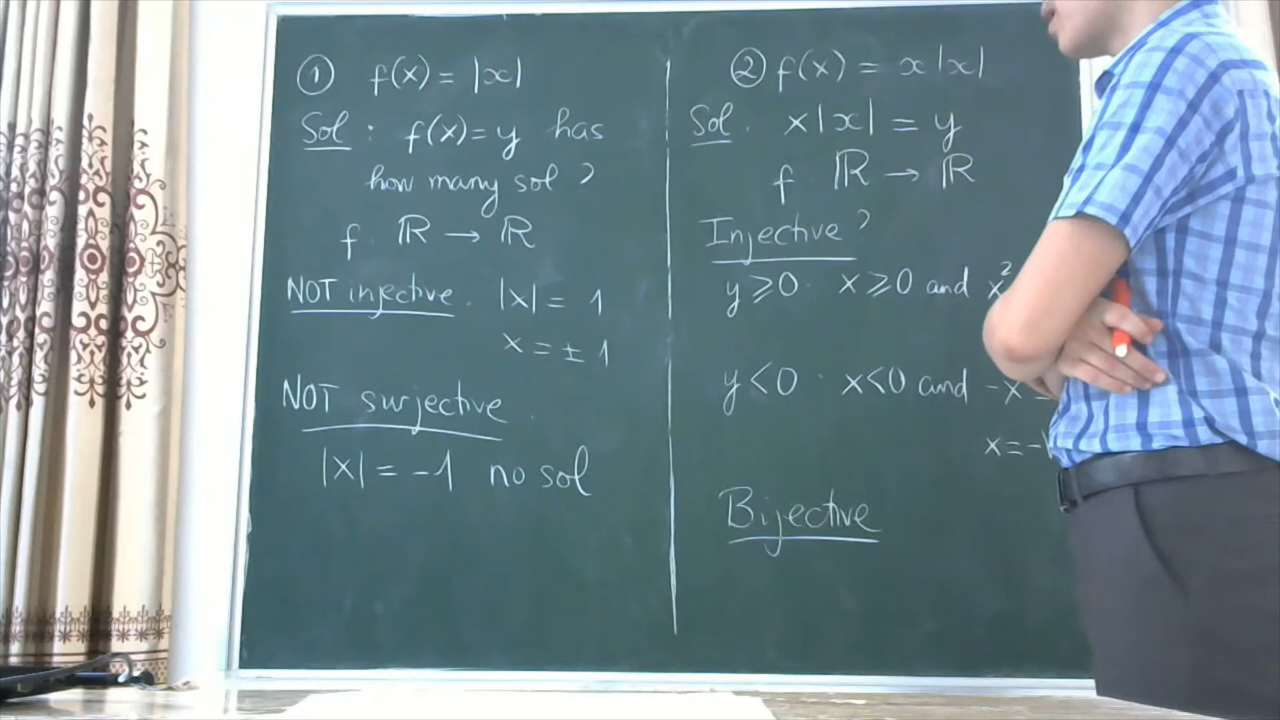 ① f(x) = |x|
Sol : f(x) = y has
how many sol ?
f ℝ → ℝ
NOT injective. |x| = 1
x = ± 1
NOT surjective.
|x| = -1 no sol
② f(x) = x|x|
Sol. x|x| = y
f ℝ → ℝ
Injective ?
y ≥ 0 · x ≥ 0 and x²
y < 0 · x < 0 and -x
x = -
Bijective